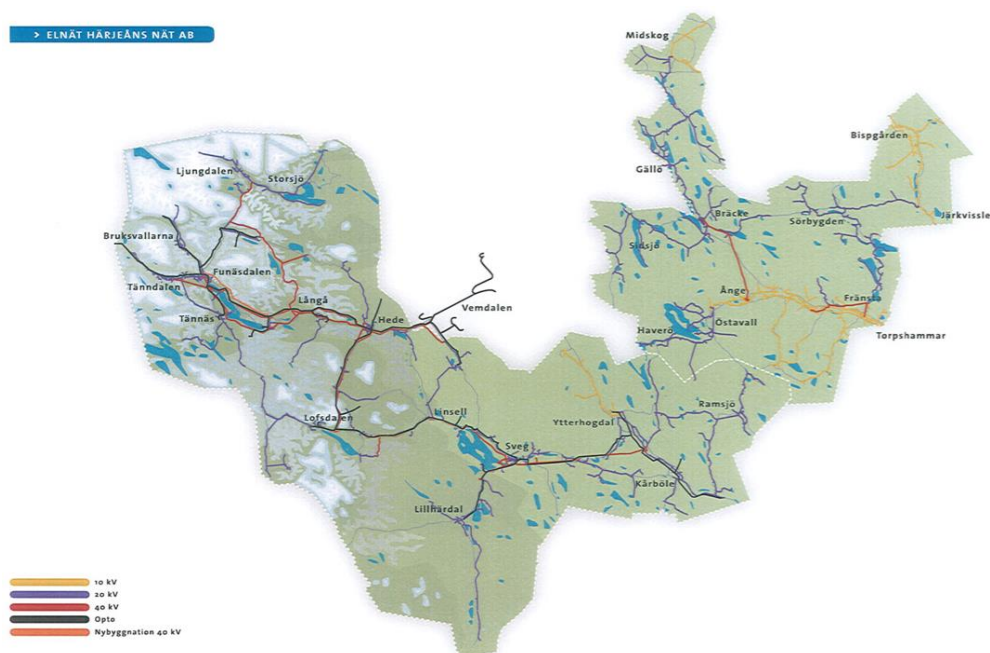 > ELNÄT HÄRJEÅNS NÄT AB
Midskog
Bispgården
Ljungdalen
Storsjö
Gällö
Bräcke
Sörbygden
Järkvissle
Bruksvallarna
Sidsjö
Funäsdalen
Tänndalen
Ånge
Fränsta
Långå
Vemdalen
Tännäs
Hede
Haverö
Östavall
Torpshammar
Ramsjö
Lofsdalen
Linsell
Ytterhogdal
Sveg
Kårböle
Lillhärdal
10 kV
20 kV
40 kV
Opto
Nybyggnation 40 kV